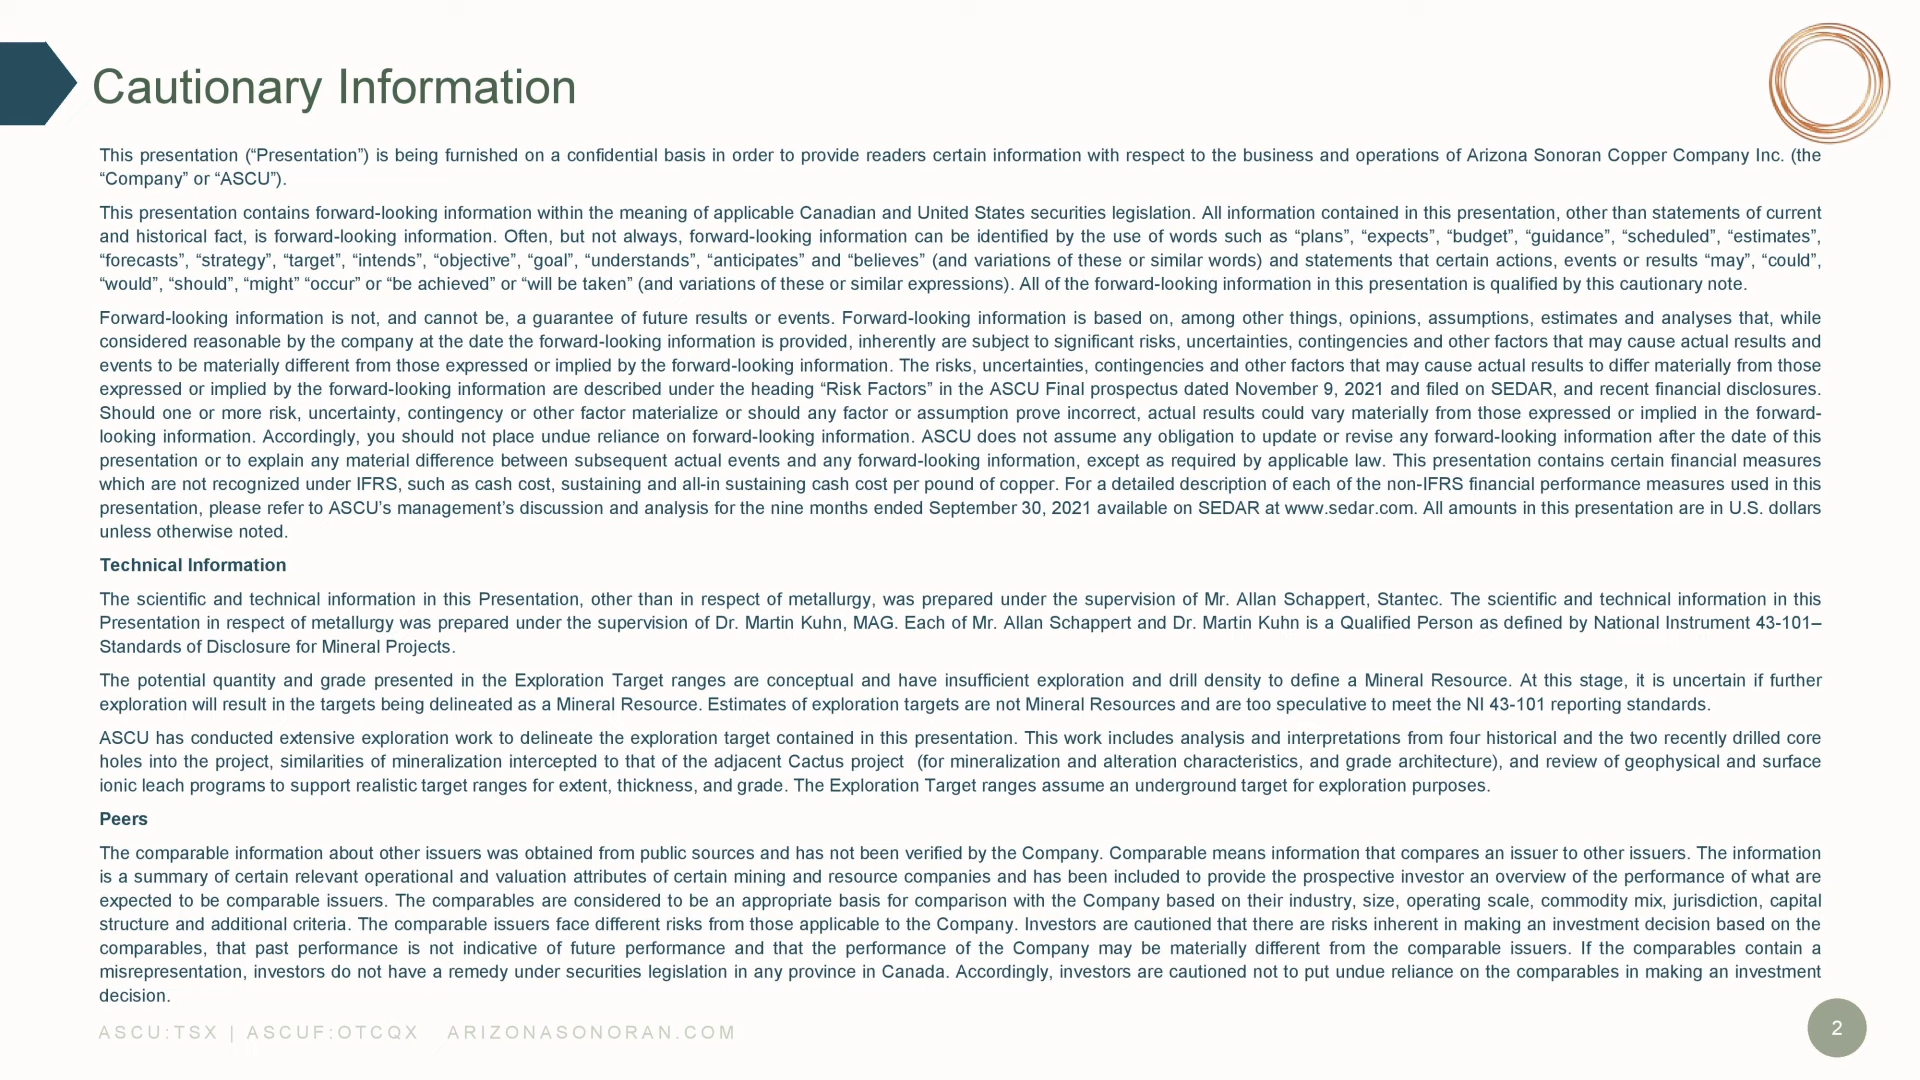 Cautionary Information
This presentation (“Presentation”) is being furnished on a confidential basis in order to provide readers certain information with respect to the business and operations of Arizona Sonoran Copper Company Inc. (the
“Company” or “ASCU”).
This presentation contains forward-looking information within the meaning of applicable Canadian and United States securities legislation. All information contained in this presentation, other than statements of current
and historical fact, is forward-looking information. Often, but not always, forward-looking information can be identified by the use of words such as “plans”, “expects”, “budget”, “guidance”, “scheduled”, “estimates”,
“forecasts”, “strategy”, “target”, “intends”, “objective”, “goal”, “understands”, “anticipates” and “believes” (and variations of these or similar words) and statements that certain actions, events or results “may”, “could”,
“would”, “should”, “might” “occur” or “be achieved” or “will be taken” (and variations of these or similar expressions). All of the forward-looking information in this presentation is qualified by this cautionary note.
Forward-looking information is not, and cannot be, a guarantee of future results or events. Forward-looking information is based on, among other things, opinions, assumptions, estimates and analyses that, while
considered reasonable by the company at the date the forward-looking information is provided, inherently are subject to significant risks, uncertainties, contingencies and other factors that may cause actual results and
events to be materially different from those expressed or implied by the forward-looking information. The risks, uncertainties, contingencies and other factors that may cause actual results to differ materially from those
expressed or implied by the forward-looking information are described under the heading “Risk Factors” in the ASCU Final prospectus dated November 9, 2021 and filed on SEDAR, and recent financial disclosures.
Should one or more risk, uncertainty, contingency or other factor materialize or should any factor or assumption prove incorrect, actual results could vary materially from those expressed or implied in the forward-
looking information. Accordingly, you should not place undue reliance on forward-looking information. ASCU does not assume any obligation to update or revise any forward-looking information after the date of this
presentation or to explain any material difference between subsequent actual events and any forward-looking information, except as required by applicable law. This presentation contains certain financial measures
which are not recognized under IFRS, such as cash cost, sustaining and all-in sustaining cash cost per pound of copper. For a detailed description of each of the non-IFRS financial performance measures used in this
presentation, please refer to ASCU’s management’s discussion and analysis for the nine months ended September 30, 2021 available on SEDAR at www.sedar.com. All amounts in this presentation are in U.S. dollars
unless otherwise noted.
Technical Information
The scientific and technical information in this Presentation, other than in respect of metallurgy, was prepared under the supervision of Mr. Allan Schappert, Stantec. The scientific and technical information in this
Presentation in respect of metallurgy was prepared under the supervision of Dr. Martin Kuhn, MAG. Each of Mr. Allan Schappert and Dr. Martin Kuhn is a Qualified Person as defined by National Instrument 43-101–
Standards of Disclosure for Mineral Projects.
The potential quantity and grade presented in the Exploration Target ranges are conceptual and have insufficient exploration and drill density to define a Mineral Resource. At this stage, it is uncertain if further
exploration will result in the targets being delineated as a Mineral Resource. Estimates of exploration targets are not Mineral Resources and are too speculative to meet the NI 43-101 reporting standards.
ASCU has conducted extensive exploration work to delineate the exploration target contained in this presentation. This work includes analysis and interpretations from four historical and the two recently drilled core
holes into the project, similarities of mineralization intercepted to that of the adjacent Cactus project (for mineralization and alteration characteristics, and grade architecture), and review of geophysical and surface
ionic leach programs to support realistic target ranges for extent, thickness, and grade. The Exploration Target ranges assume an underground target for exploration purposes.
Peers
The comparable information about other issuers was obtained from public sources and has not been verified by the Company. Comparable means information that compares an issuer to other issuers. The information
is a summary of certain relevant operational and valuation attributes of certain mining and resource companies and has been included to provide the prospective investor an overview of the performance of what are
expected to be comparable issuers. The comparables are considered to be an appropriate basis for comparison with the Company based on their industry, size, operating scale, commodity mix, jurisdiction, capital
structure and additional criteria. The comparable issuers face different risks from those applicable to the Company. Investors are cautioned that there are risks inherent in making an investment decision based on the
comparables, that past performance is not indicative of future performance and that the performance of the Company may be materially different from the comparable issuers. If the comparables contain a
misrepresentation, investors do not have a remedy under securities legislation in any province in Canada. Accordingly, investors are cautioned not to put undue reliance on the comparables in making an investment
decision.
ASCU:TSX | ASCUF:OTCQX ARIZONASONORAN.COM
2